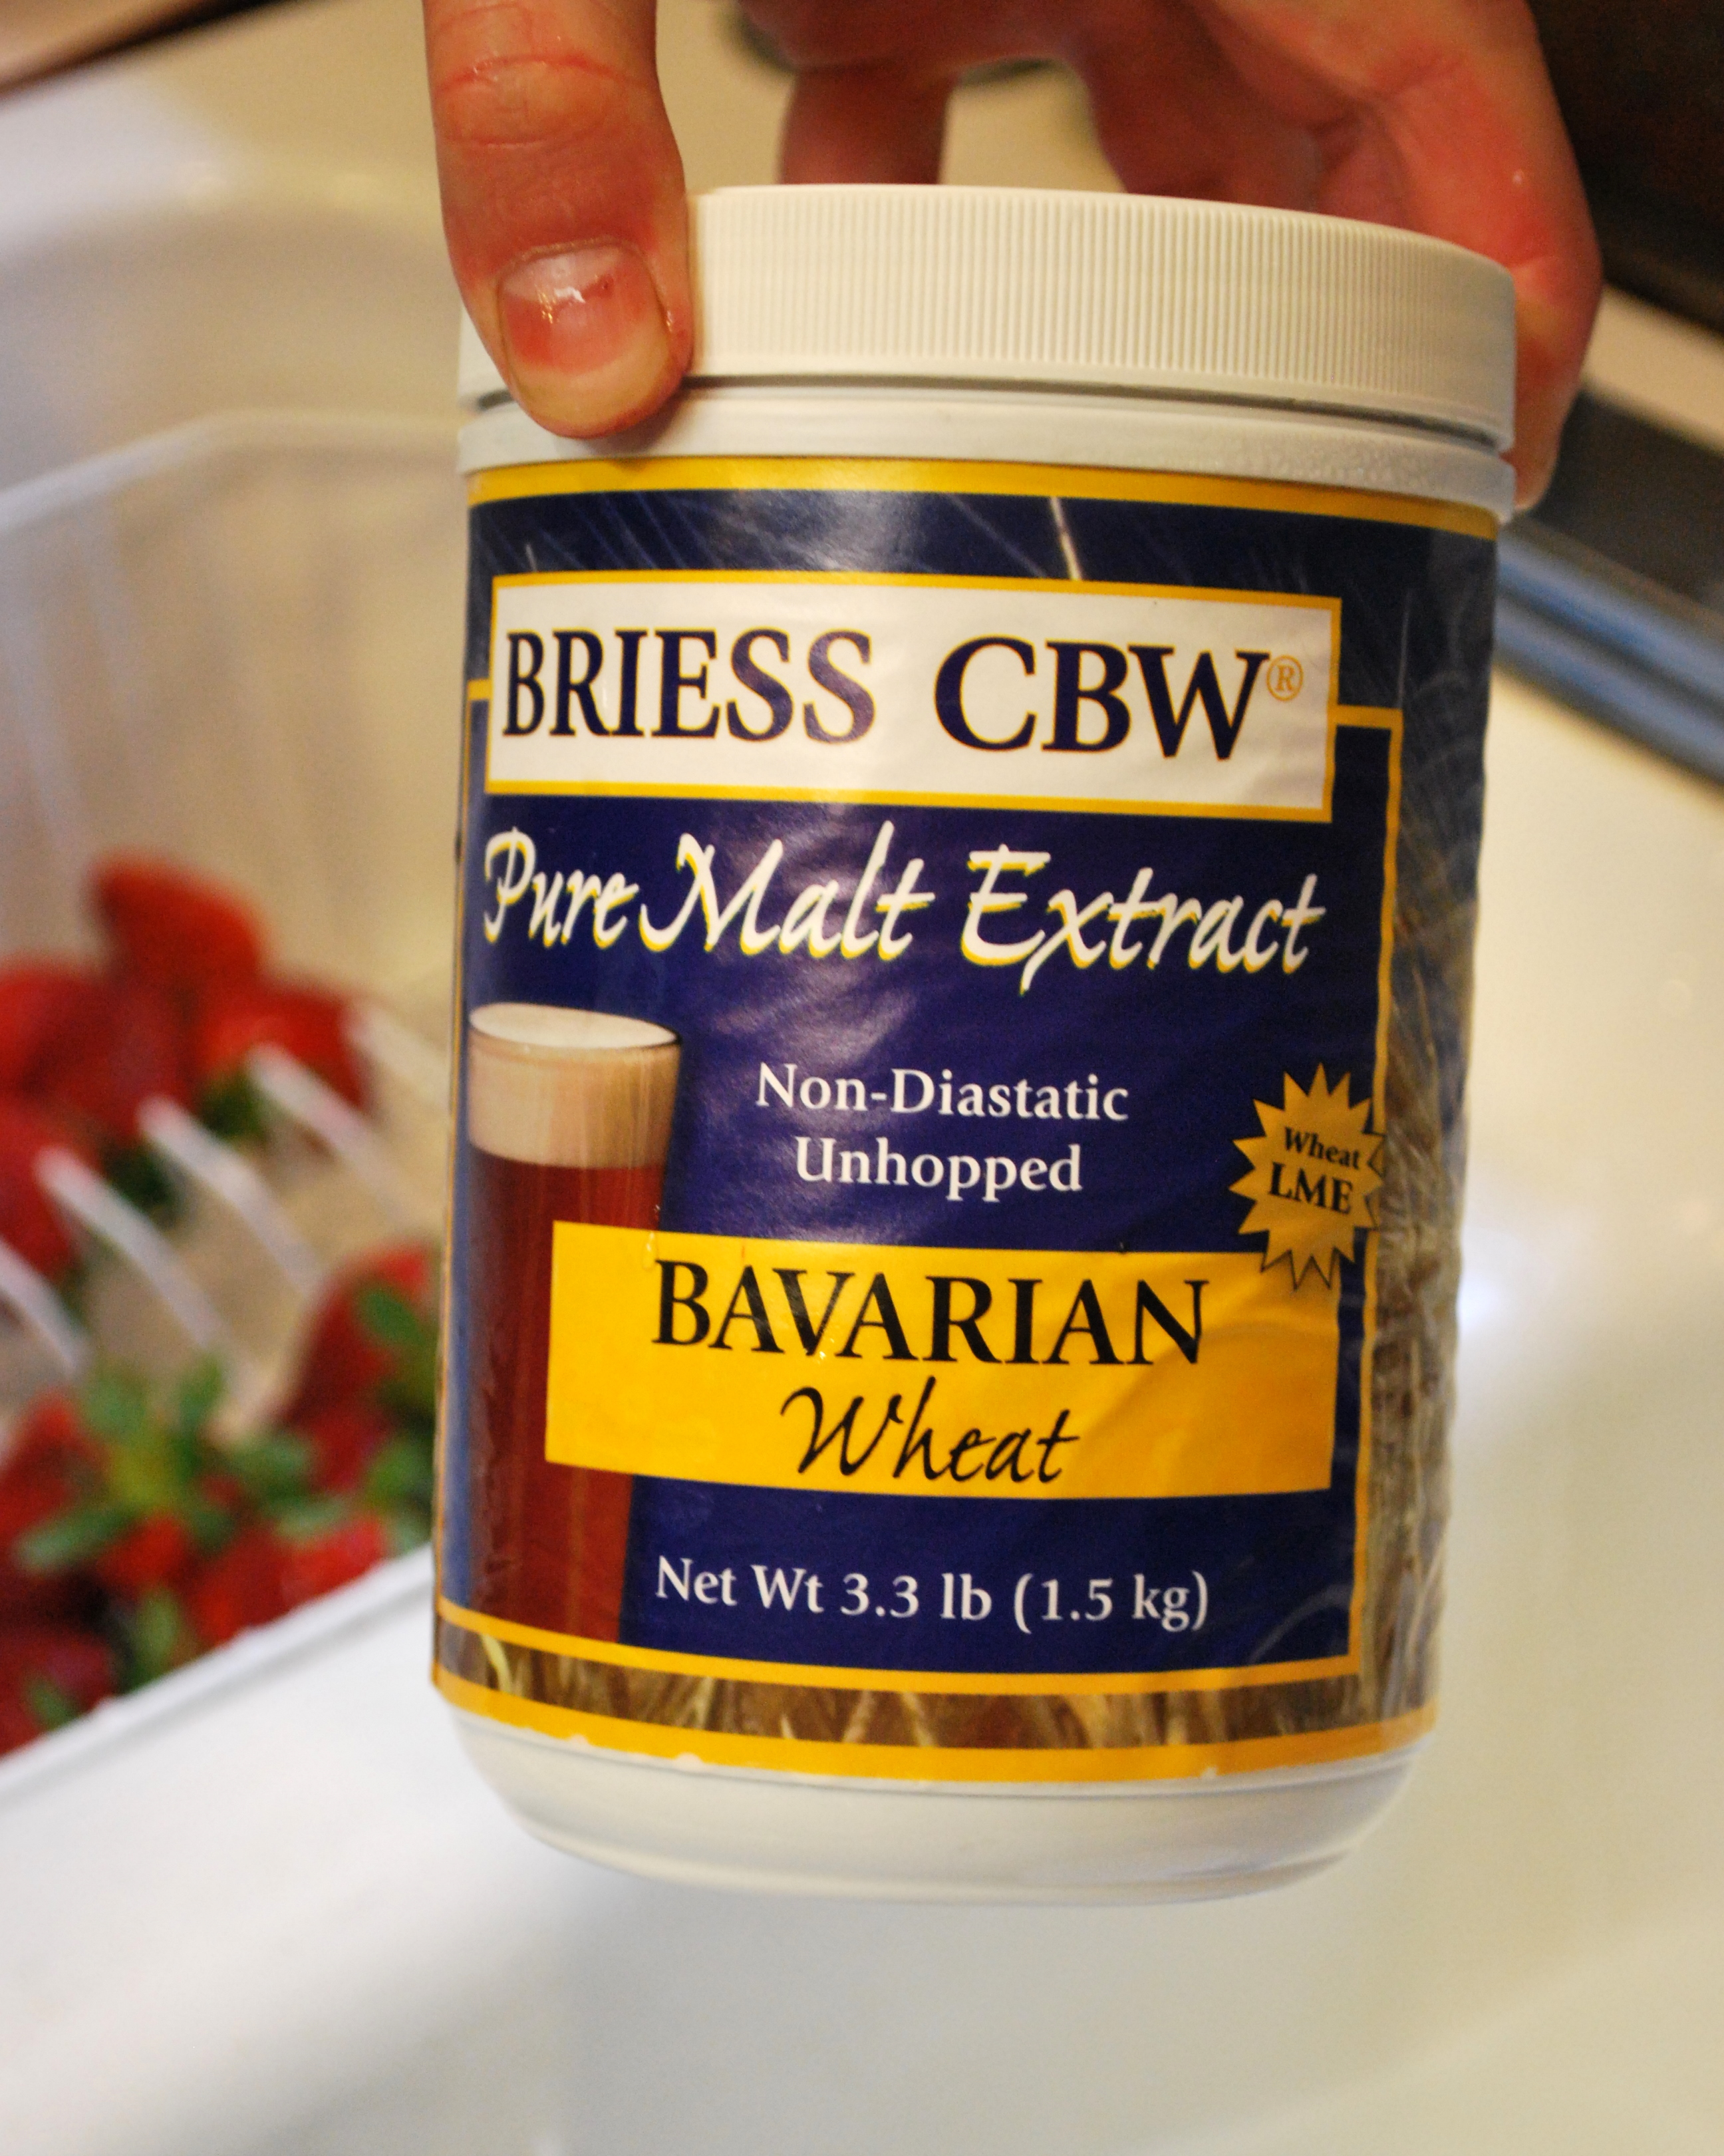 BRIESS CBW®
Pure Malt Extract
Non-Diastatic
Unhopped
Wheat
LME
BAVARIAN
Wheat
Net Wt 3.3 lb (1.5 kg)